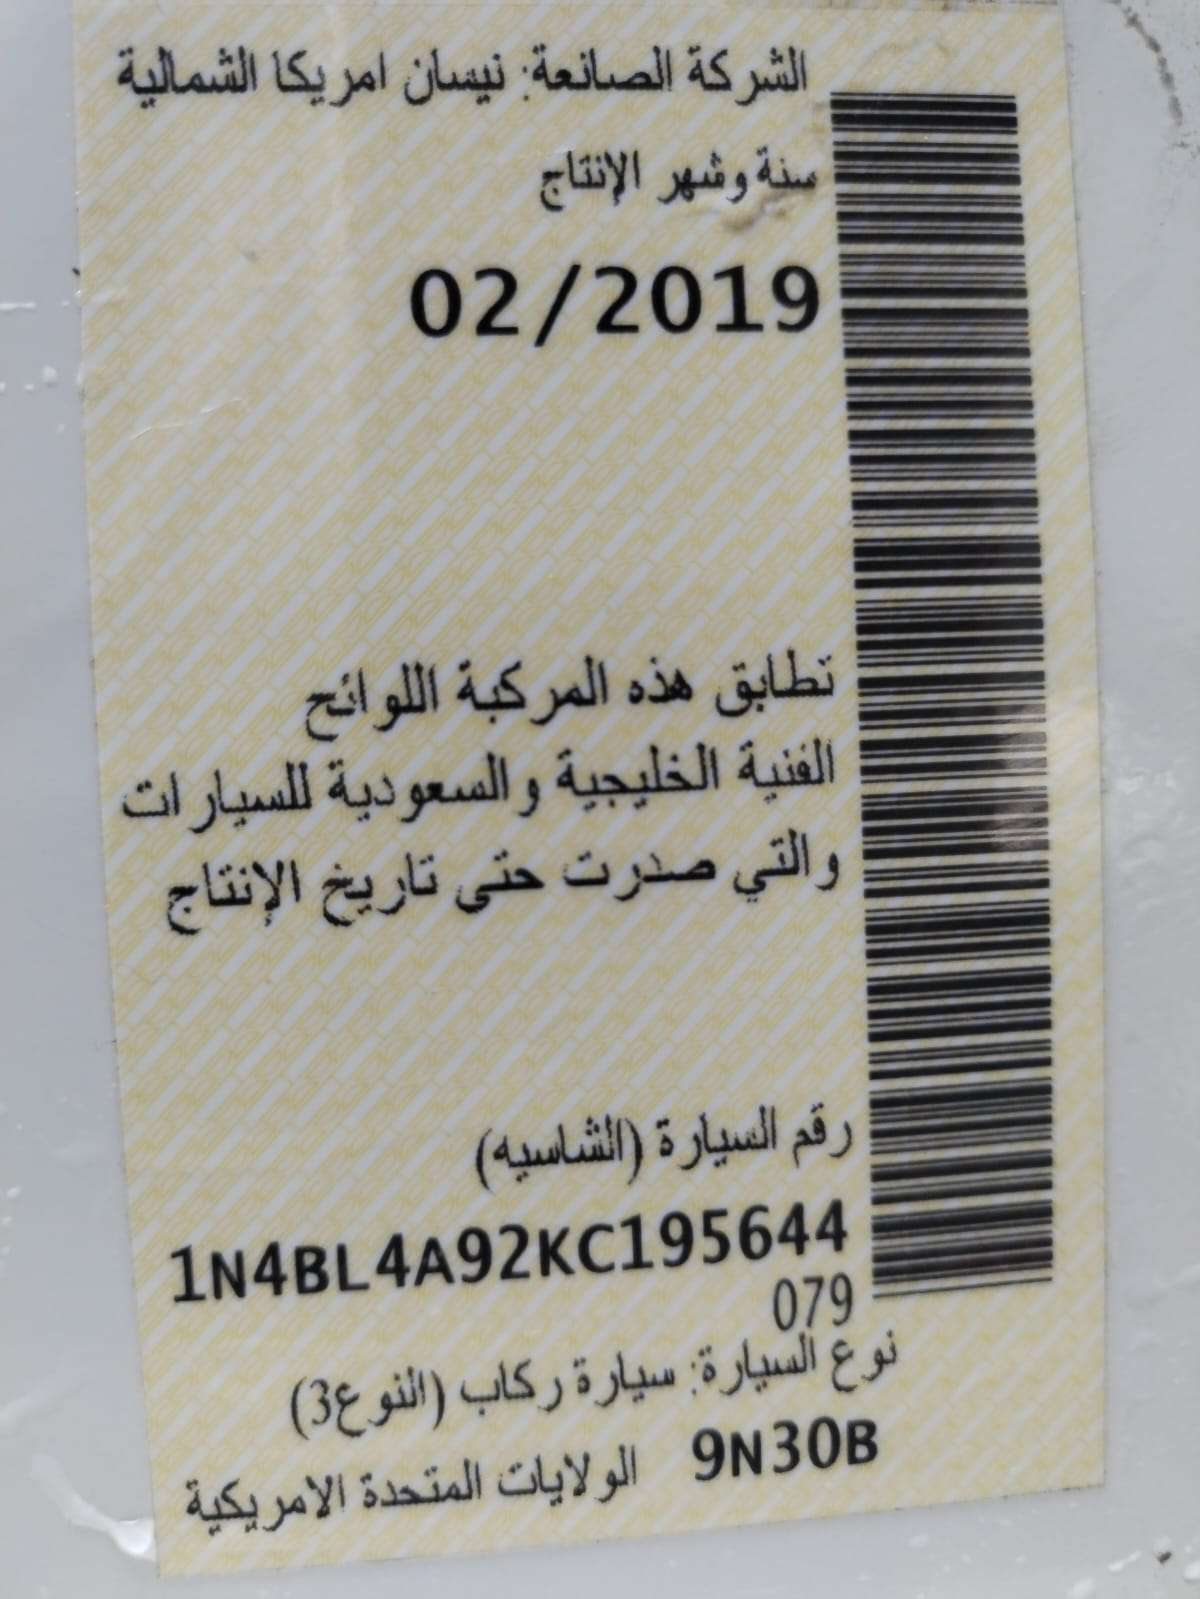 الشركة الصانعة: نيسان امريكا الشمالية
سنة وشهر الإنتاج
02/2019
تطابق هذه المركبة اللوائح
الفنية الخليجية والسعودية للسيارات
والتي صدرت حتى تاريخ الإنتاج
رقم السيارة (الشاسيه)
1N4BL4A92KC195644
079
نوع السيارة: سيارة ركاب (النوع3)
9N30B الولايات المتحدة الامريكية